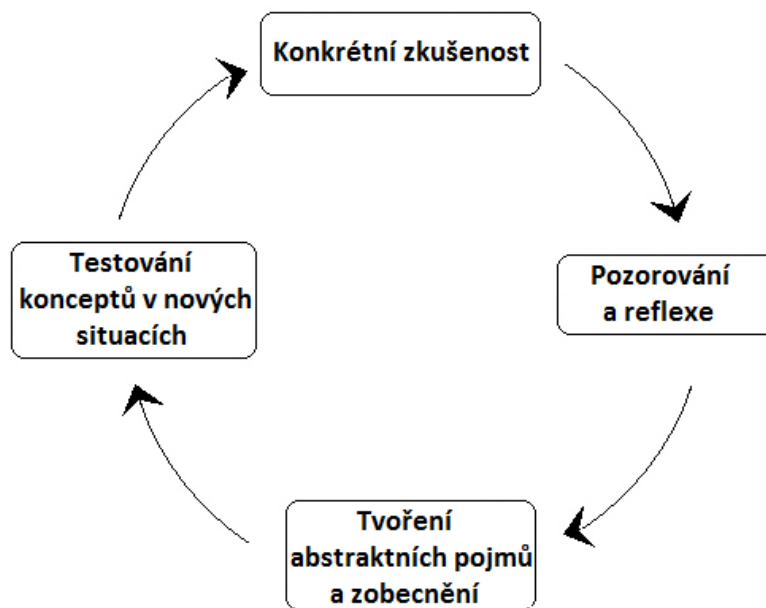 Konkrétní zkušenost
Pozorování
a reflexe
Tvoření
abstraktních pojmů
a zobecnění
Testování
konceptů v nových
situacích